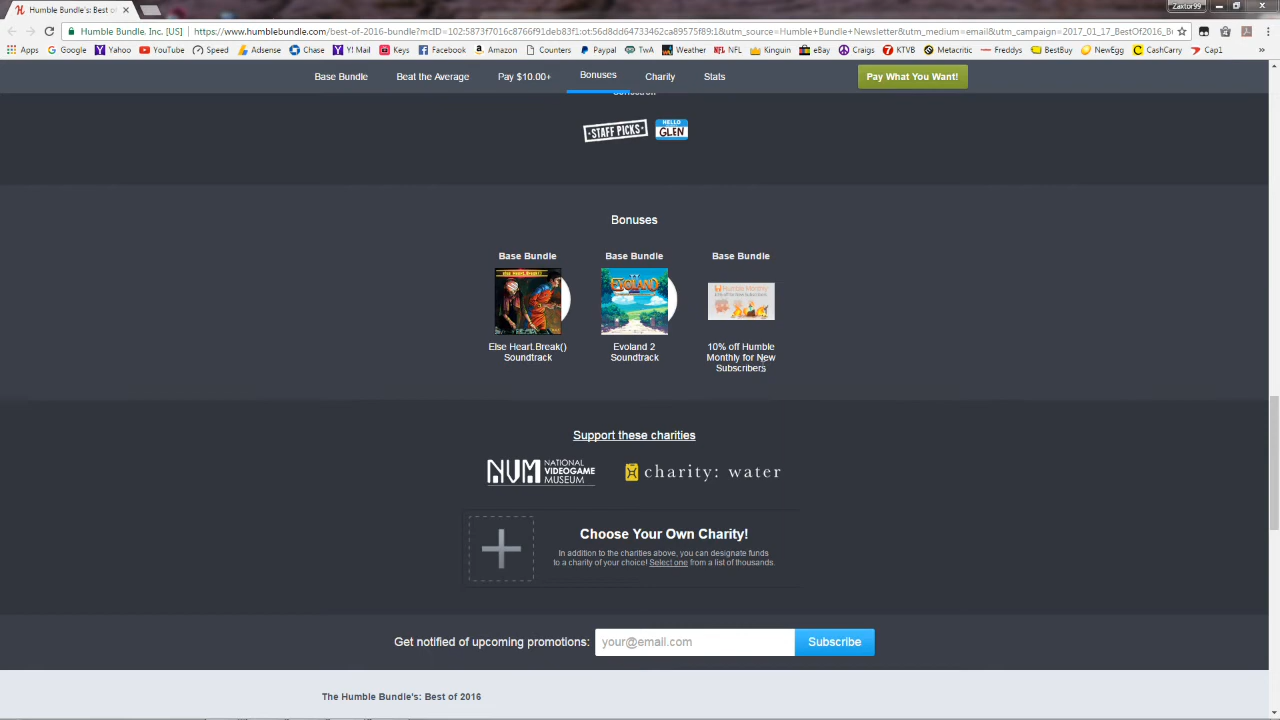 Humble Bundle's: Best of
Zaktor99
Humble Bundle, Inc. [US]
https://www.humblebundle.com/best-of-2016-bundle?mcID=102:5873f7016c8766f91deb83f1:ot:56d8dd64733462ca89575f89:1&utm_source=Humble+Bundle+Newsletter&utm_medium=email&utm_campaign=2017_01_17_BestOf2016_Bu
Apps Google Yahoo YouTube Speed Adsense Chase Y! Mail Keys Facebook Amazon Counters Paypal TwA Weather NFL NFL Kinguin eBay Craigs KTVB Metacritic Freddys BestBuy NewEgg CashCarry Cap1 »
Base Bundle Beat the Average Pay $10.00+ Bonuses Charity Stats Pay What You Want!
·STAFF PICKS·
HELLO
GLEN
Bonuses
Base Bundle Base Bundle Base Bundle
EVOLAND
Humble Monthly
Else Heart.Break()
Soundtrack
Evoland 2
Soundtrack
10% off Humble
Monthly for New
Subscribers
Support these charities
NUM NATIONAL
VIDEOGAME
MUSEUM
charity: water
Choose Your Own Charity!
In addition to the charities above, you can designate funds
to a charity of your choice! Select one from a list of thousands.
Get notified of upcoming promotions: your@email.com Subscribe
The Humble Bundle's: Best of 2016